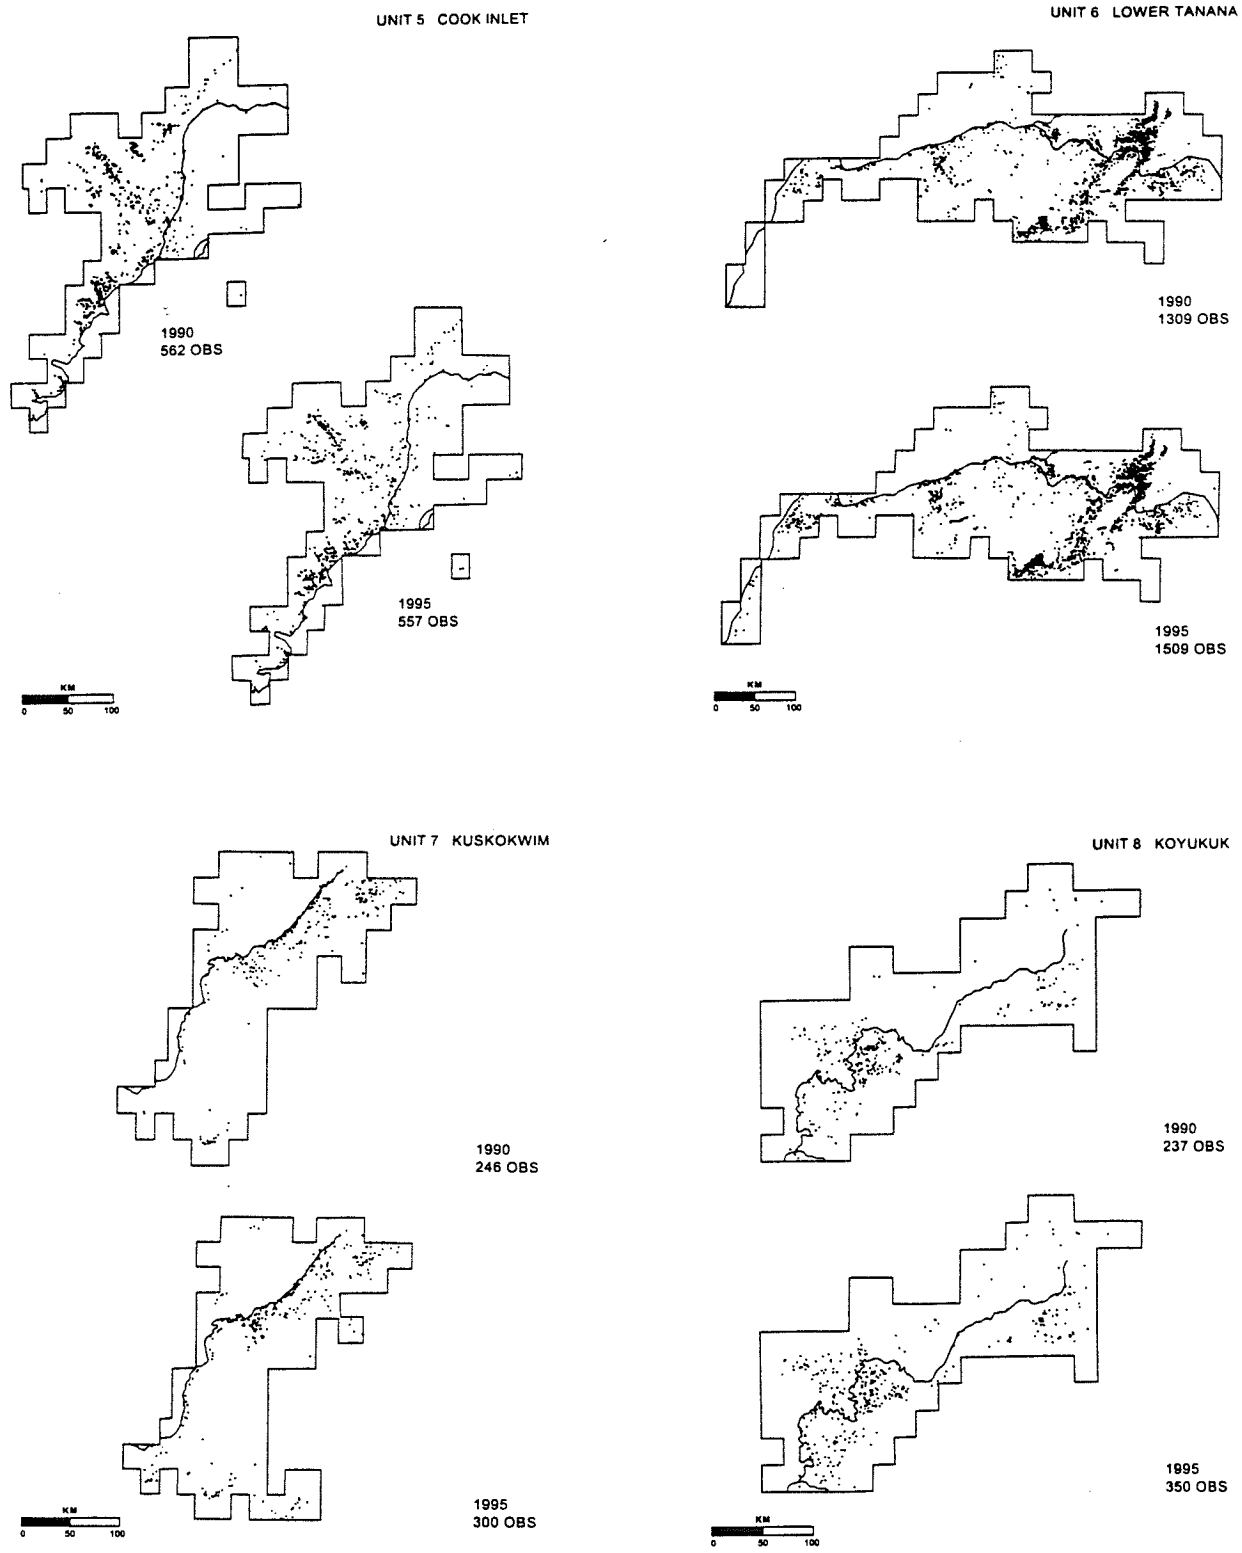 UNIT 5 COOK INLET
1990
562 OBS
1995
557 OBS
KM
0 50 100
UNIT 6 LOWER TANANA
1990
1309 OBS
1995
1509 OBS
KM
0 50 100
UNIT 7 KUSKOKWIM
1990
246 OBS
1995
300 OBS
KM
0 50 100
UNIT 8 KOYUKUK
1990
237 OBS
1995
350 OBS
KM
0 50 100